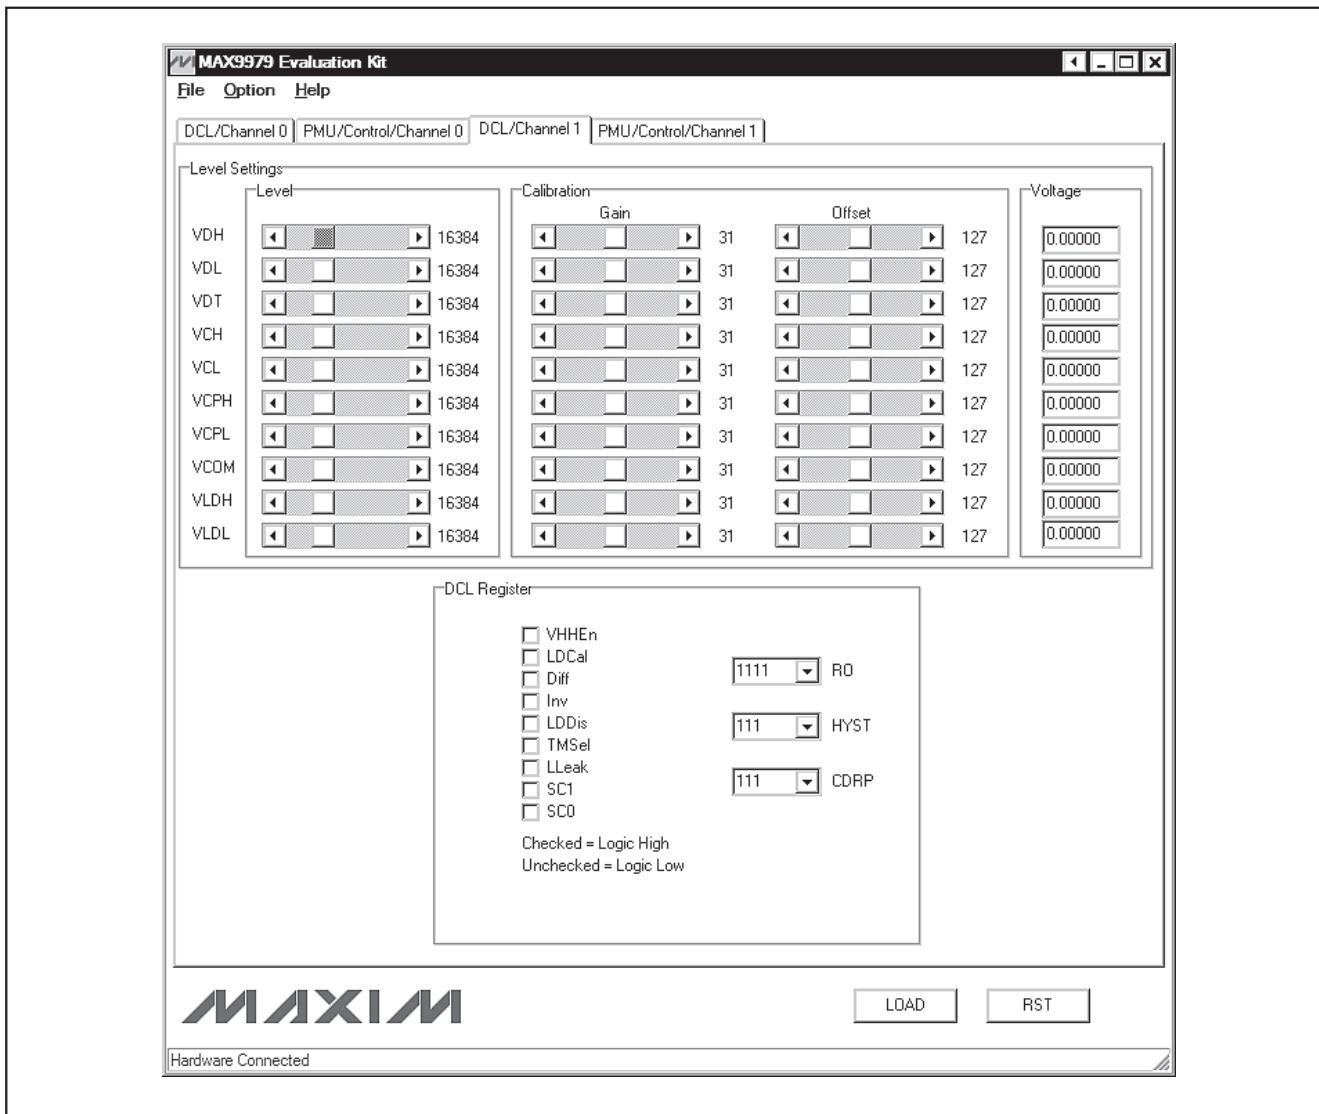 MAX9979 Evaluation Kit
File Option Help
DCL/Channel 0 PMU/Control/Channel 0 DCL/Channel 1 PMU/Control/Channel 1
Level Settings
Level Calibration Voltage
Gain Offset
VDH 16384 31 127 0.00000
VDL 16384 31 127 0.00000
VDT 16384 31 127 0.00000
VCH 16384 31 127 0.00000
VCL 16384 31 127 0.00000
VCPH 16384 31 127 0.00000
VCPL 16384 31 127 0.00000
VCOM 16384 31 127 0.00000
VLDH 16384 31 127 0.00000
VLDL 16384 31 127 0.00000
DCL Register
VHHEn
LDCal
Diff
Inv
LDDis
TMSel
LLeak
SC1
SC0
1111 RO
111 HYST
111 CDRP
Checked = Logic High
Unchecked = Logic Low
MAXIM
LOAD RST
Hardware Connected